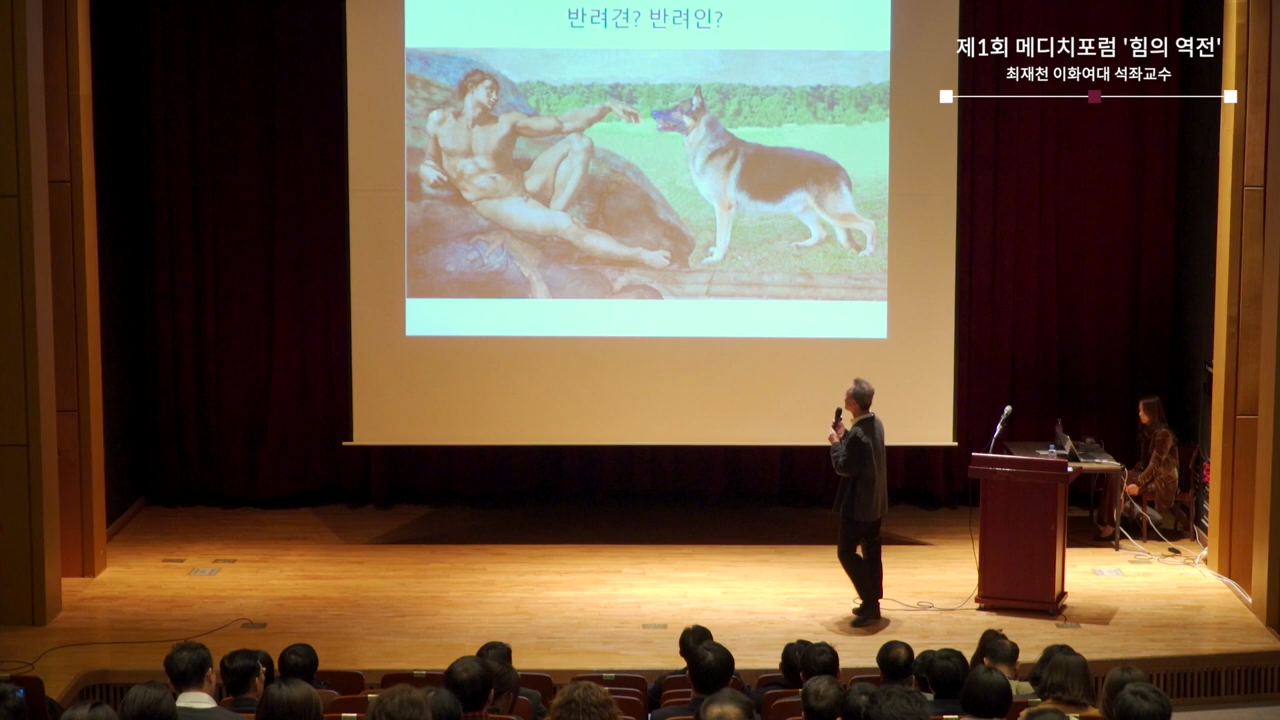 반려견? 반려인?
제1회 메디치포럼 '힘의 역전'
최재천 이화여대 석좌교수